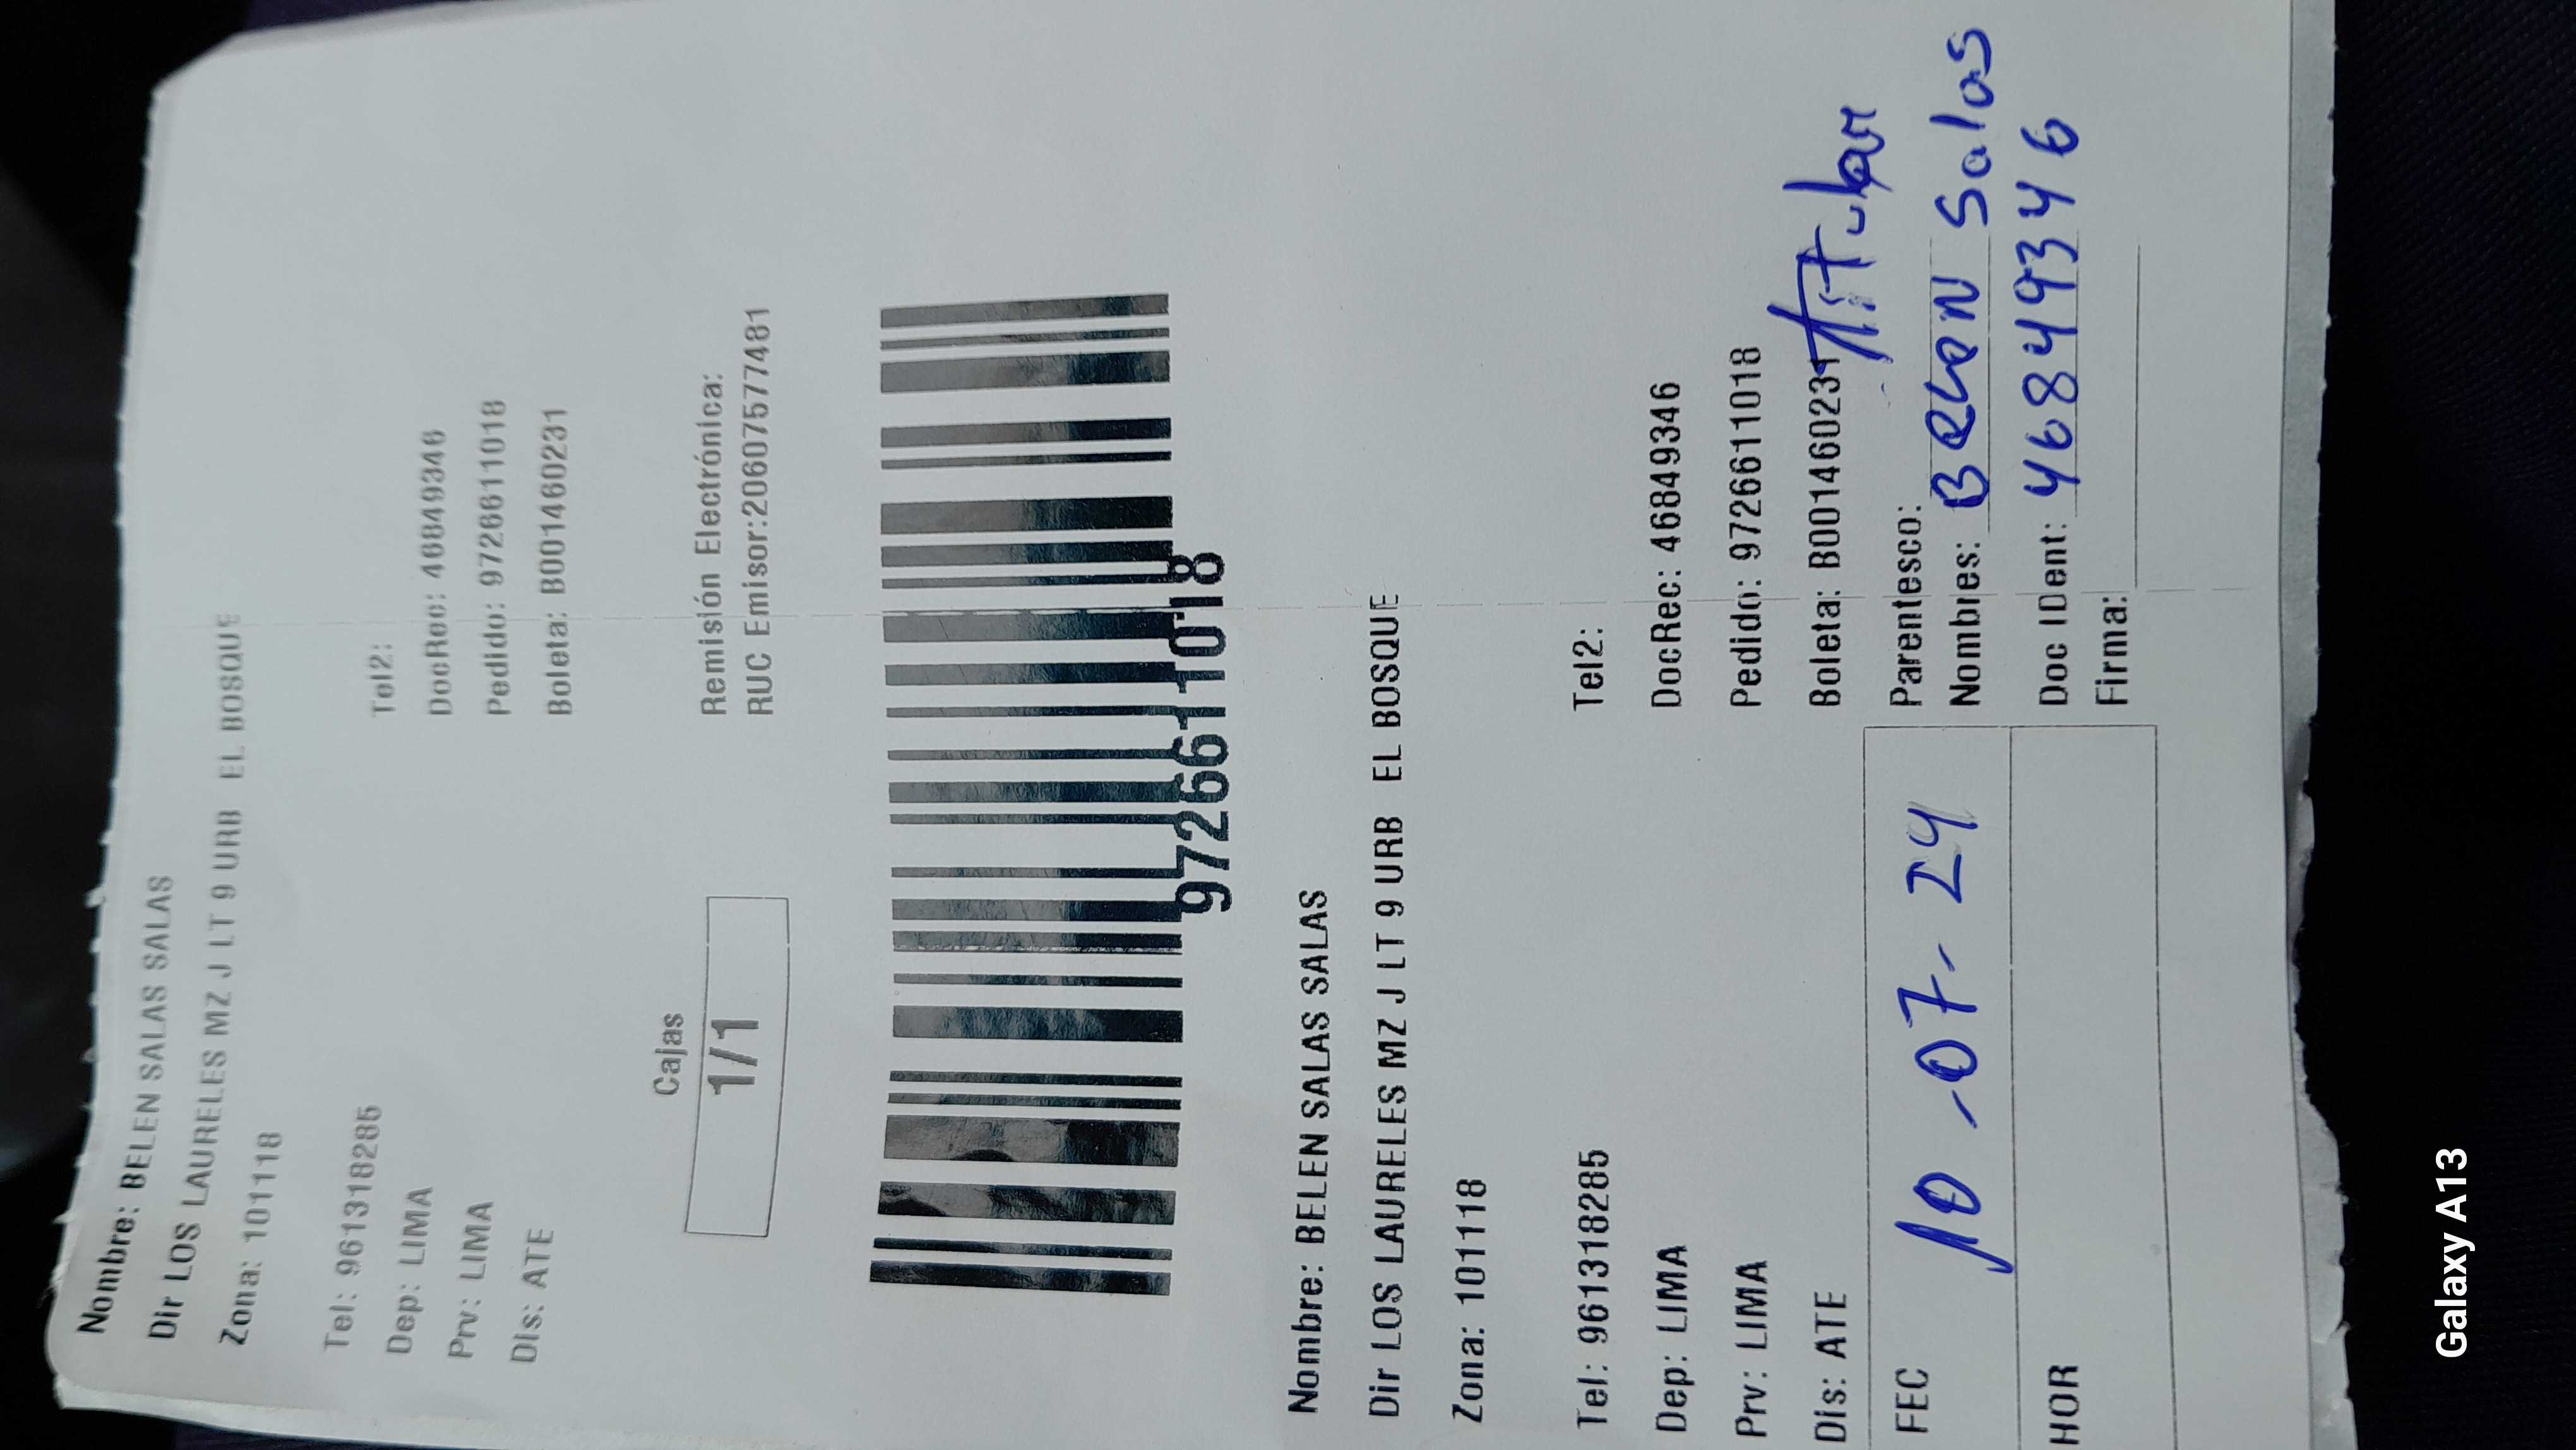 Nombre: BELEN SALAS SALAS
Dir LOS LAURELES MZ J LT 9 URB EL BOSQUE
Zona: 101118
Tel: 961318285
Tel2:
Dep: LIMA
DocRec: 46849346
Prv: LIMA
Pedido: 97266611018
Dis: ATE
Boleta: B001460231
Cajas
1/1
Remisión Electrónica:
RUC Emisor:20607577481
97266611018
Nombre: BELEN SALAS SALAS
Dir LOS LAURELES MZ J LT 9 URB EL BOSQUE
Zona: 101118
Tel: 961318285
Tel2:
Dep: LIMA
DocRec: 46849346
Prv: LIMA
Pedido: 97266611018
Dis: ATE
Boleta: B001460231
FEC 10-07-24
Parentesco: Titular
Nombres: Belen Salas
HOR
Doc IDent: 46849346
Firma:
Galaxy A13